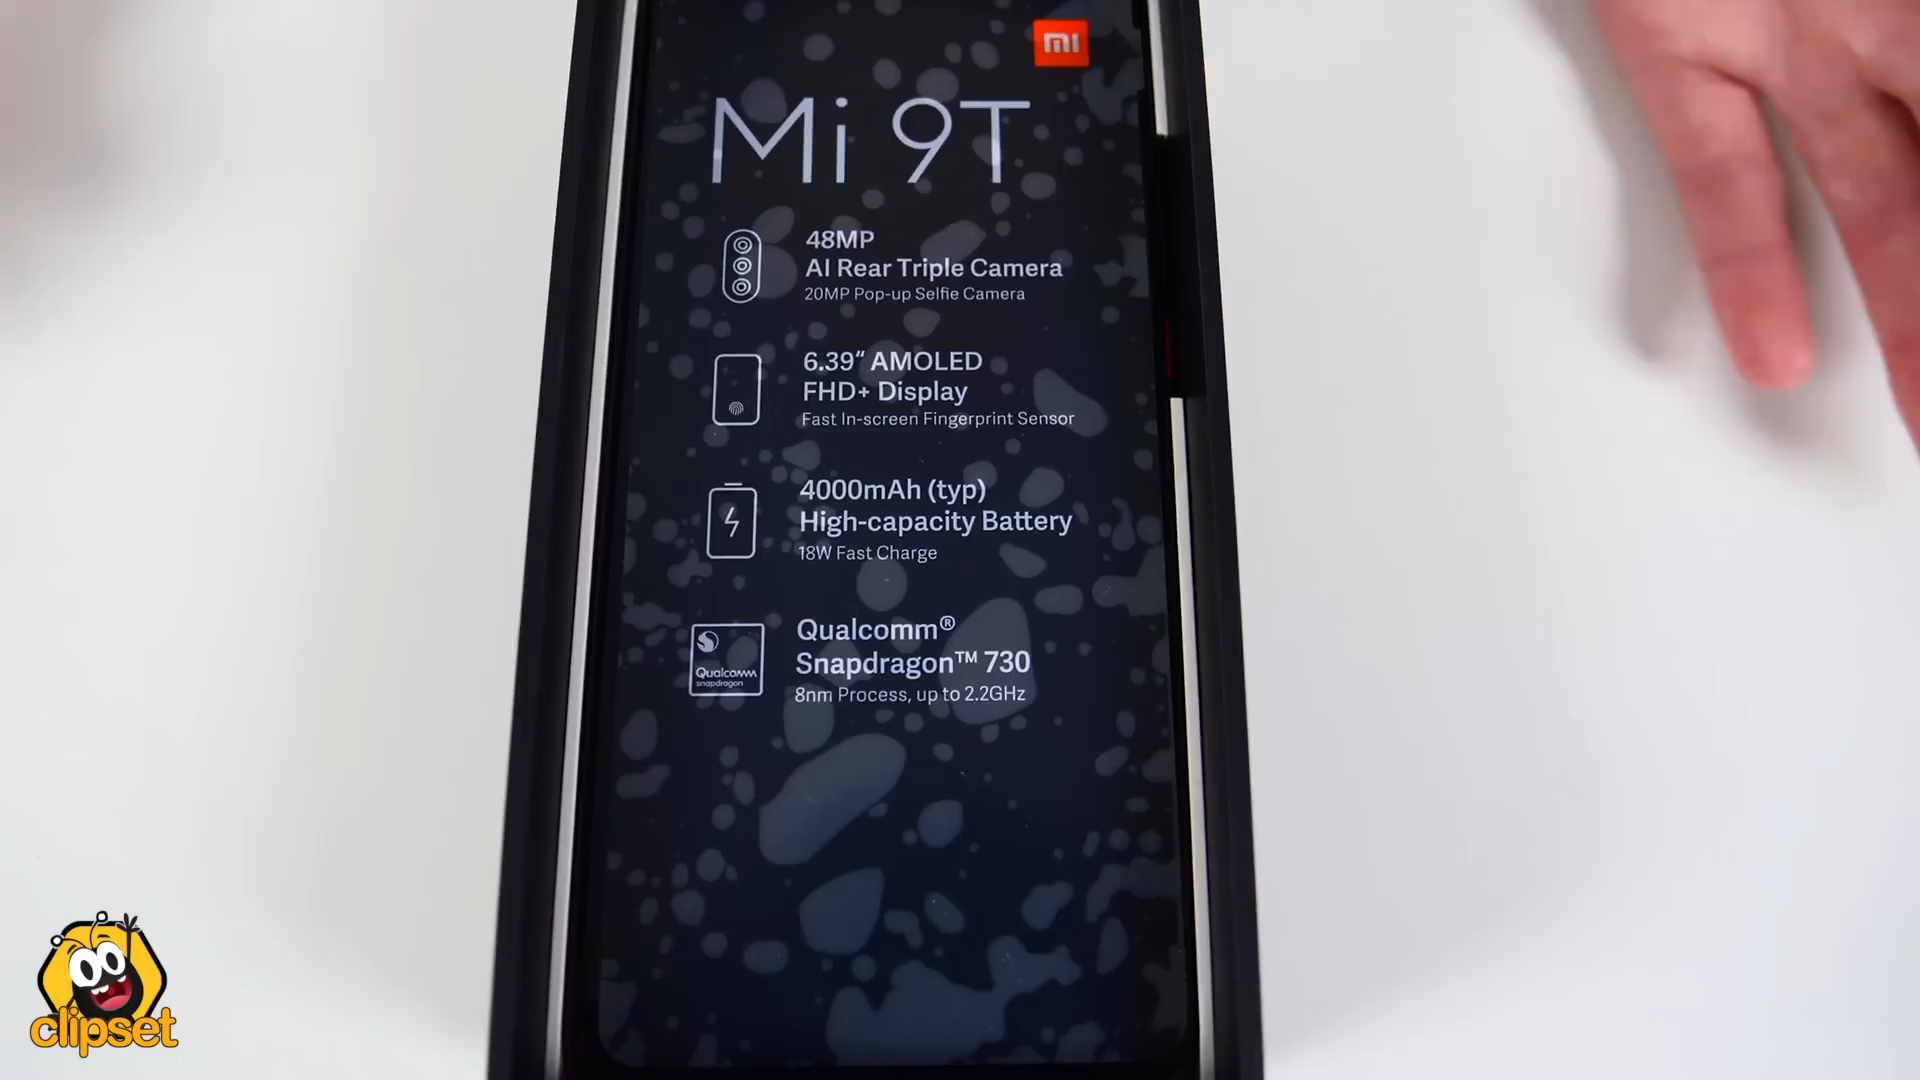 mi
Mi 9T
48MP
AI Rear Triple Camera
20MP Pop-up Selfie Camera
6.39“ AMOLED
FHD+ Display
Fast In-screen Fingerprint Sensor
4000mAh (typ)
High-capacity Battery
18W Fast Charge
Qualcomm®
Snapdragon™ 730
8nm Process, up to 2.2GHz
Qualcomm
snapdragon
clipset